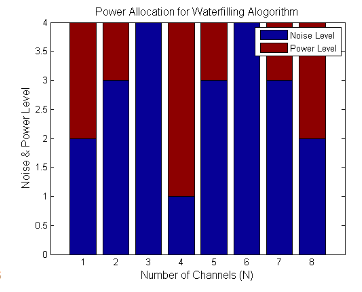 Power Allocation for Waterfilling Alogorithm
Noise Level
Power Level
Noise & Power Level
4
3.5
3
2.5
2
1.5
1
0.5
0
1 2 3 4 5 6 7 8
Number of Channels (N)